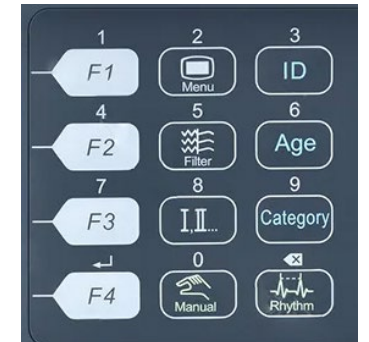 1 2 3
F1 Menu ID
4 5 6
F2 Filter Age
7 8 9
F3 I,II... Category
0
F4 Manual Rhythm